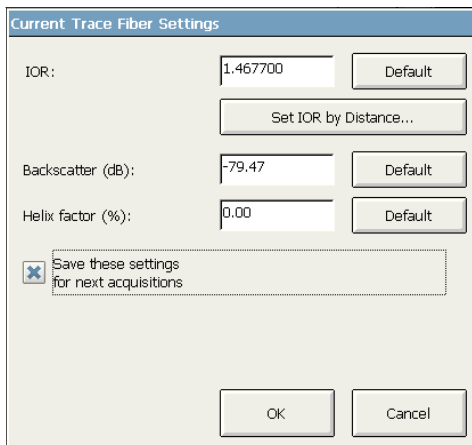 Current Trace Fiber Settings
IOR: 1.467700 Default
Set IOR by Distance...
Backscatter (dB): -79.47 Default
Helix factor (%): 0.00 Default
Save these settings
for next acquisitions
OK Cancel